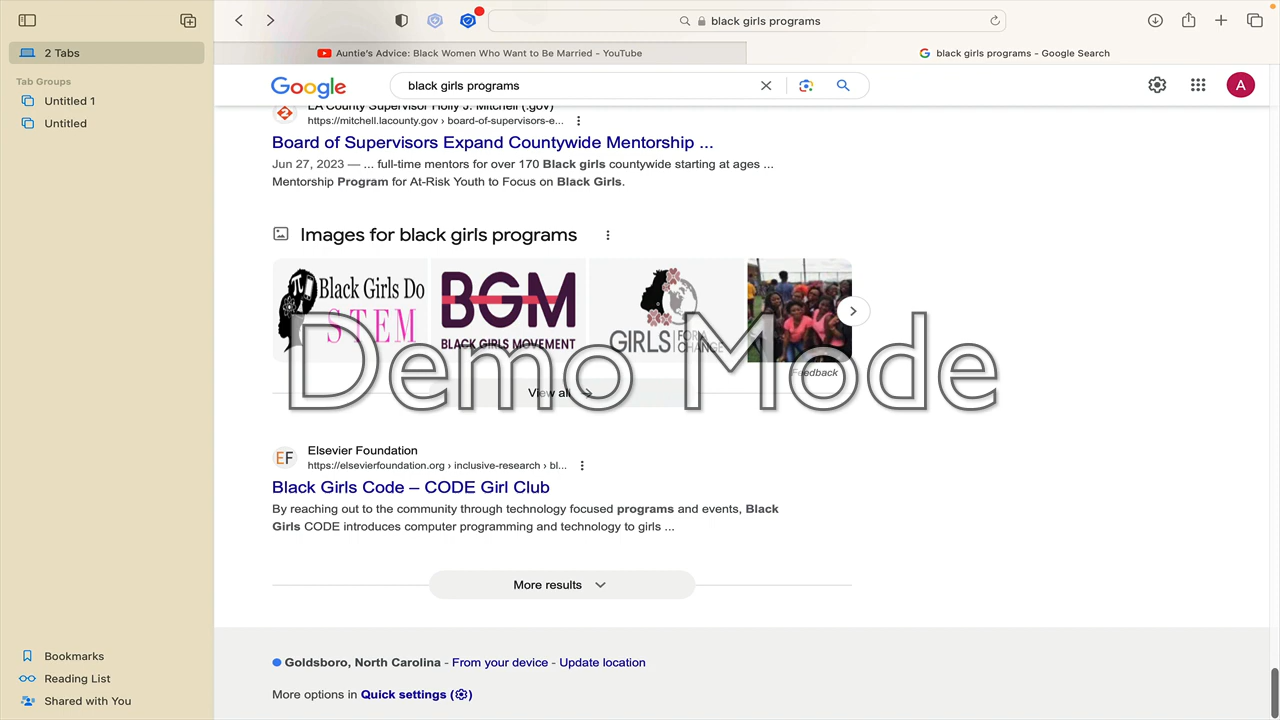 2 Tabs
Tab Groups
Untitled 1
Untitled
Bookmarks
Reading List
Shared with You
black girls programs
Auntie's Advice: Black Women Who Want to Be Married - YouTube
black girls programs - Google Search
Google
black girls programs
A
LA County Supervisor Holly J. Mitchell (.gov)
https://mitchell.lacounty.gov › board-of-supervisors-e...
Board of Supervisors Expand Countywide Mentorship ...
Jun 27, 2023 — ... full-time mentors for over 170 Black girls countywide starting at ages ...
Mentorship Program for At-Risk Youth to Focus on Black Girls.
Images for black girls programs
Black Girls Do
STEM
BGM
BLACK GIRLS MOVEMENT
GIRLS FOR A
CHANGE
Demo Mode
Feedback
View all
EF
Elsevier Foundation
https://elsevierfoundation.org › inclusive-research › bl...
Black Girls Code – CODE Girl Club
By reaching out to the community through technology focused programs and events, Black
Girls CODE introduces computer programming and technology to girls ...
More results
Goldsboro, North Carolina - From your device - Update location
More options in Quick settings ( )